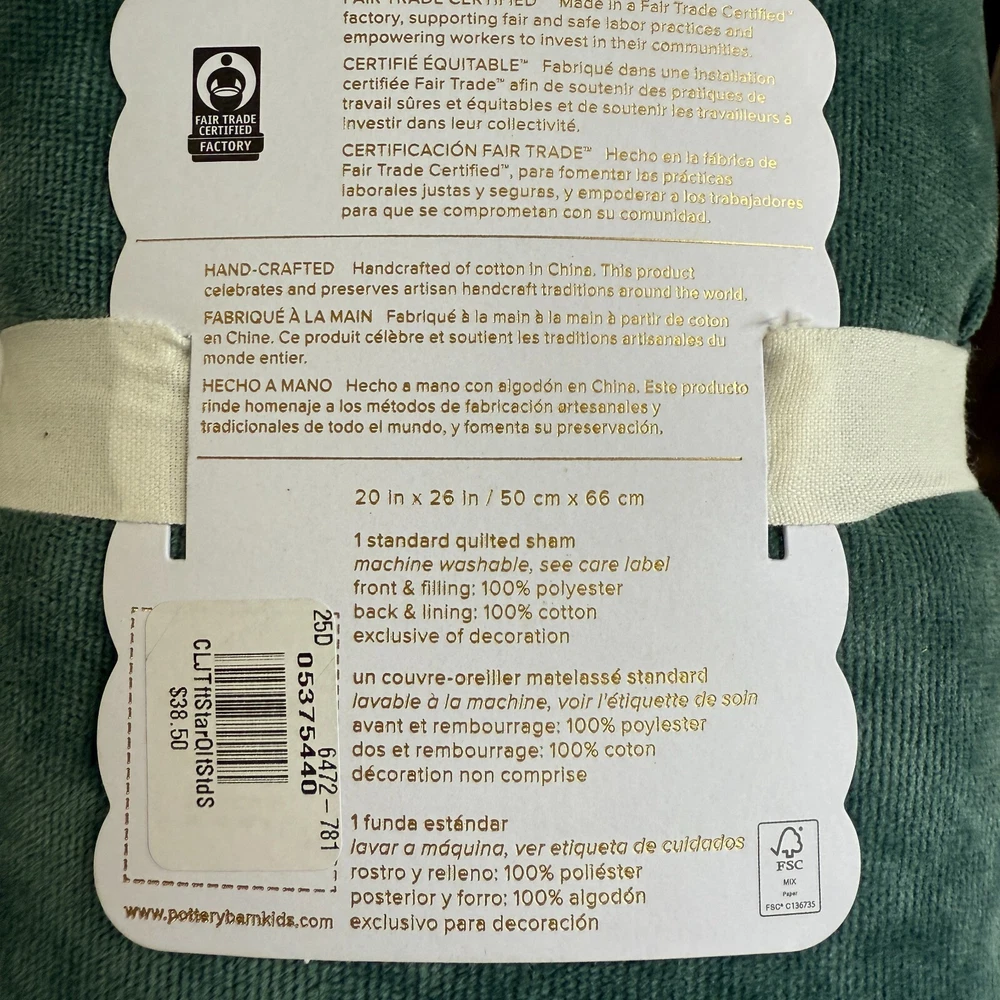 FAIR TRADE CERTIFIED™ Made in a Fair Trade Certified™
factory, supporting fair and safe labor practices and
empowering workers to invest in their communities.
CERTIFIÉ ÉQUITABLE™ Fabriqué dans une installation
certifiée Fair Trade™ afin de soutenir des pratiques de
travail sûres et équitables et de soutenir les travailleurs à
investir dans leur collectivité.
CERTIFICACIÓN FAIR TRADE™ Hecho en la fábrica de
Fair Trade Certified™, para fomentar las prácticas
laborales justas y seguras, y empoderar a los trabajadores
para que se comprometan con su comunidad.
FAIR TRADE
CERTIFIED
FACTORY
HAND-CRAFTED Handcrafted of cotton in China. This product
celebrates and preserves artisan handcraft traditions around the world.
FABRIQUÉ À LA MAIN Fabriqué à la main à la main à partir de coton
en Chine. Ce produit célèbre et soutient les traditions artisanales du
monde entier.
HECHO A MANO Hecho a mano con algodón en China. Este producto
rinde homenaje a los métodos de fabricación artesanales y
tradicionales de todo el mundo, y fomenta su preservación.
20 in x 26 in / 50 cm x 66 cm
1 standard quilted sham
machine washable, see care label
front & filling: 100% polyester
back & lining: 100% cotton
exclusive of decoration
un couvre-oreiller matelassé standard
lavable à la machine, voir l'étiquette de soin
avant et rembourrage: 100% poylester
dos et rembourrage: 100% coton
décoration non comprise
1 funda estándar
lavar a máquina, ver etiqueta de cuidados
rostro y relleno: 100% poliéster
posterior y forro: 100% algodón
exclusivo para decoración
25D 6472-781
05375440
CLJTftStarQltStdS
$38.50
www.potterybarnkids.com
FSC
MIX
Paper
FSC® C136735